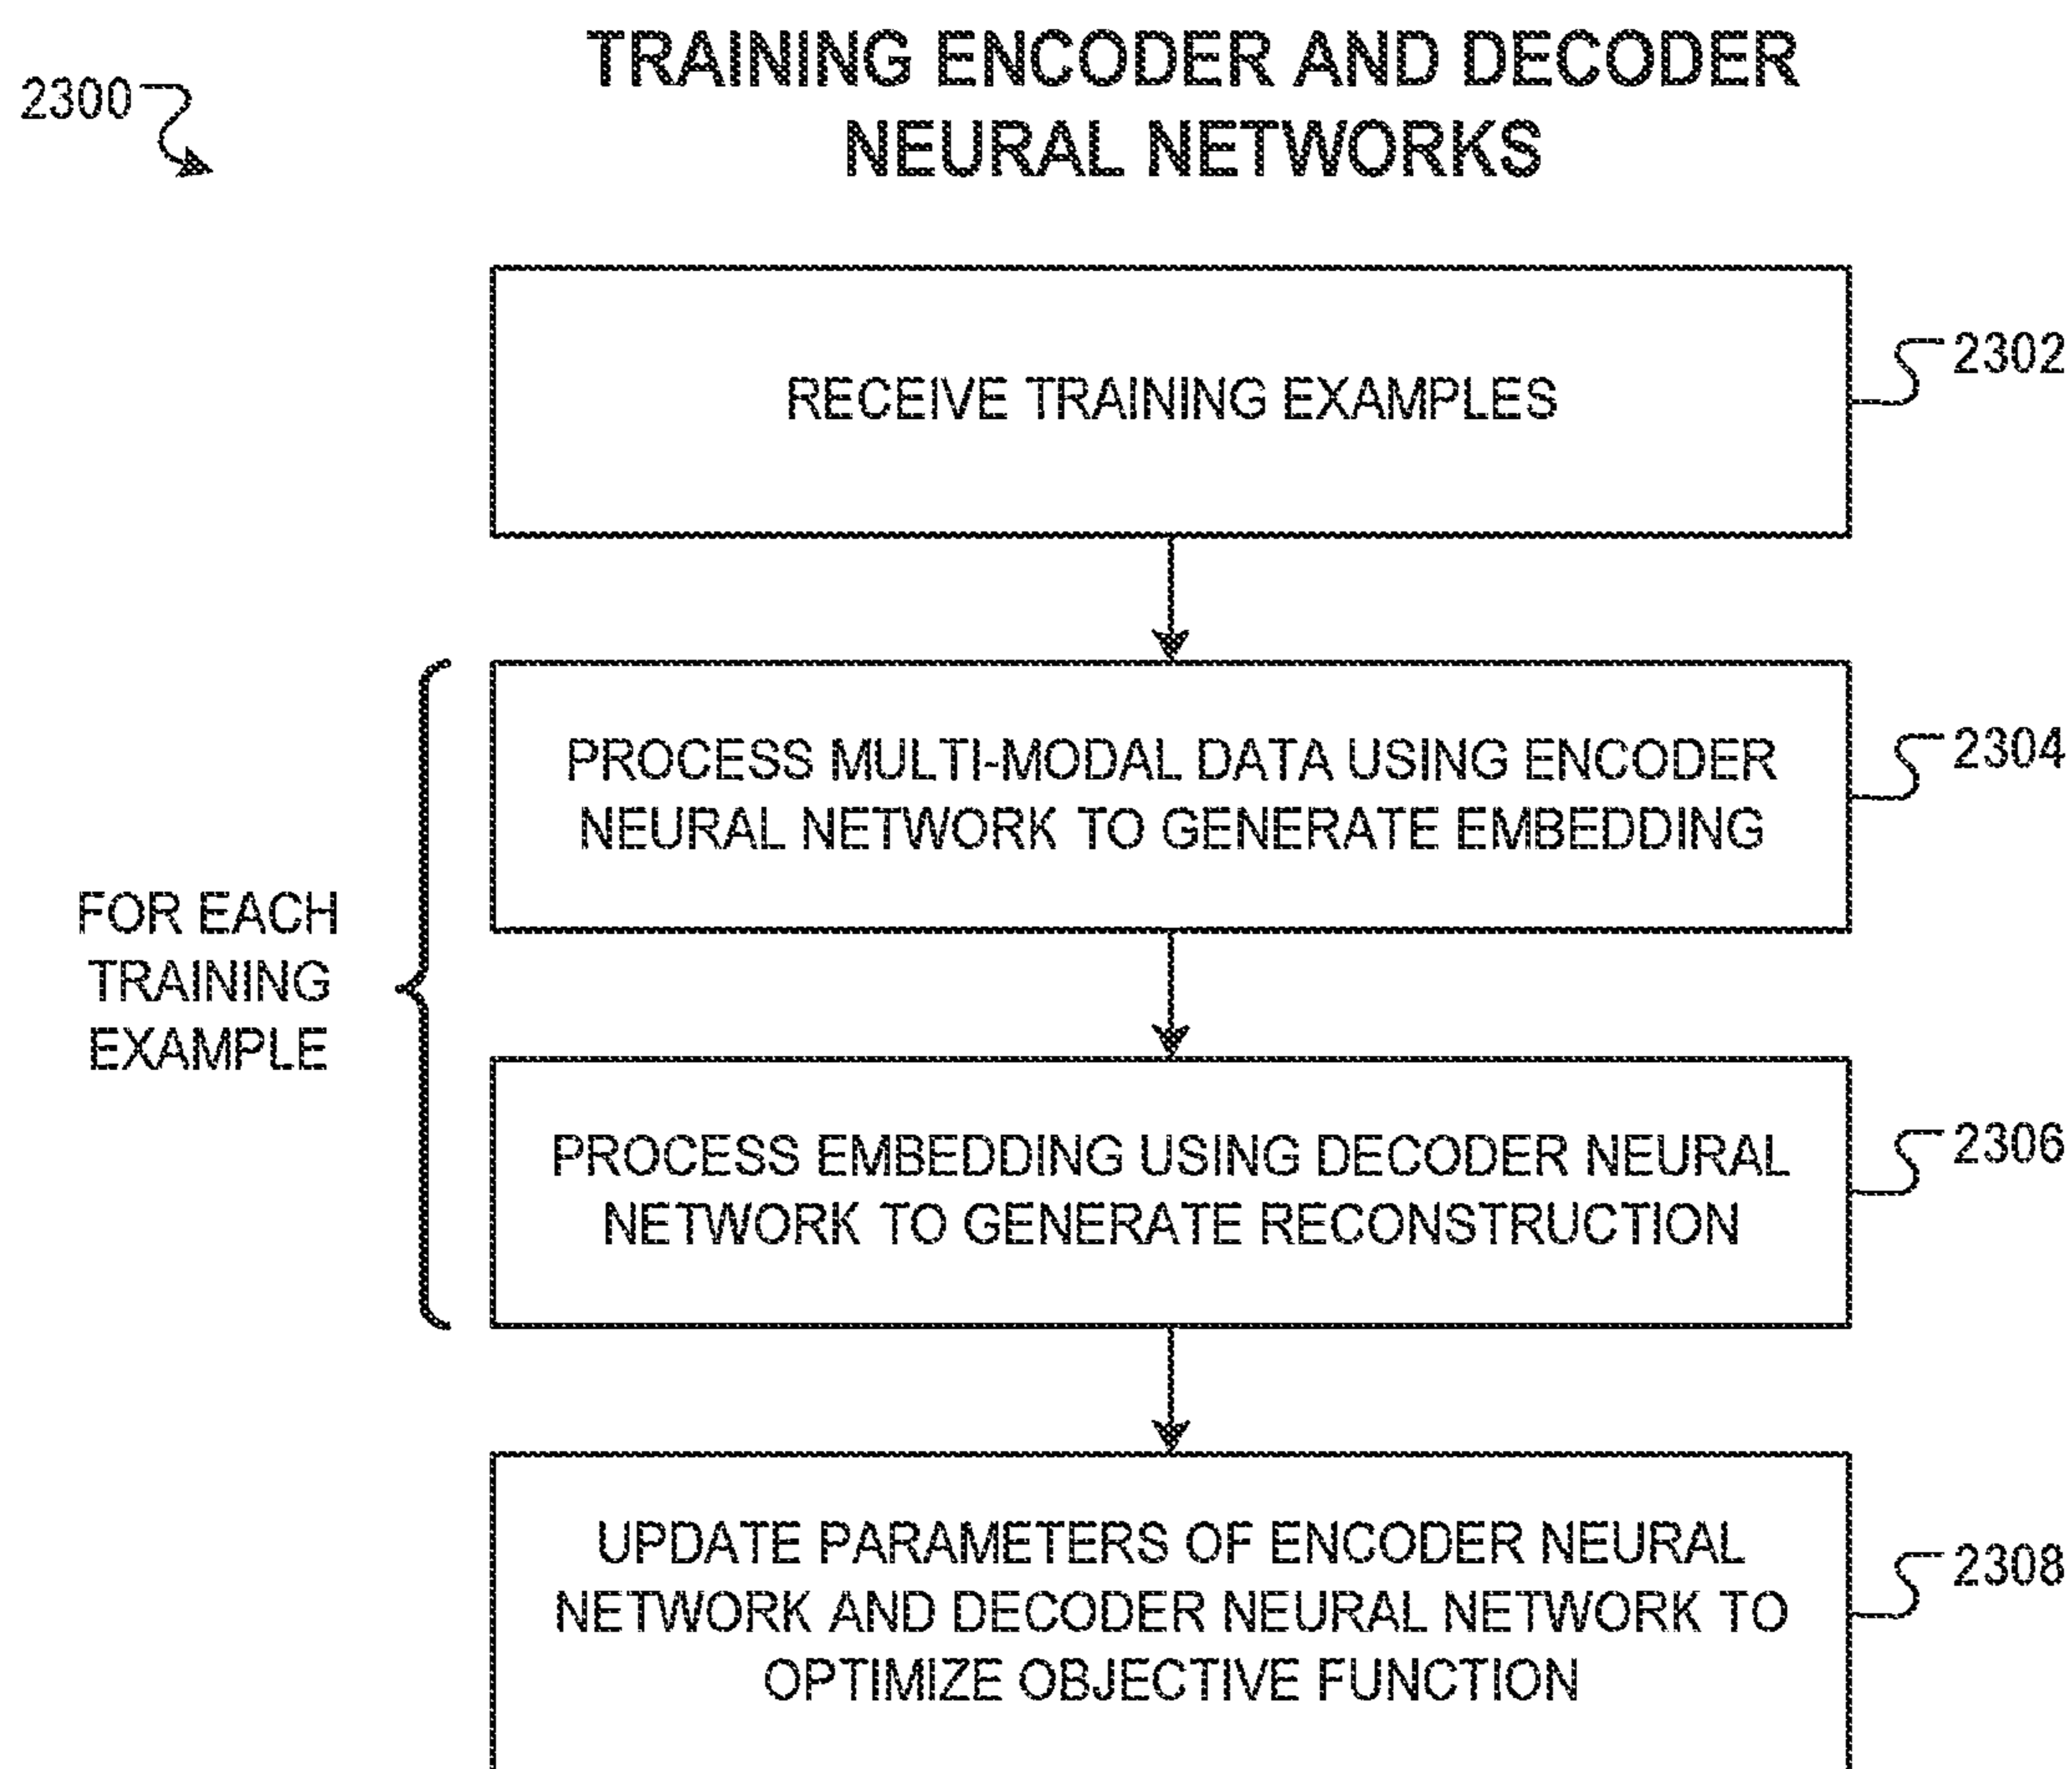 2300
TRAINING ENCODER AND DECODER
NEURAL NETWORKS
RECEIVE TRAINING EXAMPLES
2302
PROCESS MULTI-MODAL DATA USING ENCODER
NEURAL NETWORK TO GENERATE EMBEDDING
2304
FOR EACH
TRAINING
EXAMPLE
PROCESS EMBEDDING USING DECODER NEURAL
NETWORK TO GENERATE RECONSTRUCTION
2306
UPDATE PARAMETERS OF ENCODER NEURAL
NETWORK AND DECODER NEURAL NETWORK TO
OPTIMIZE OBJECTIVE FUNCTION
2308